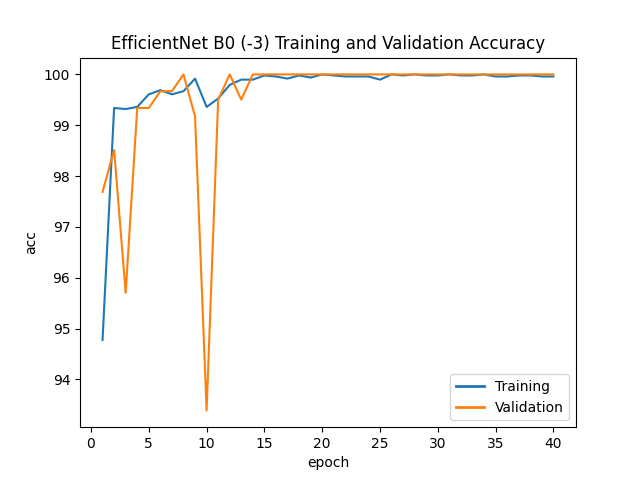 EfficientNet B0 (-3) Training and Validation Accuracy
100
99
98
97
96
95
94
acc
0 5 10 15 20 25 30 35 40
epoch
Training
Validation